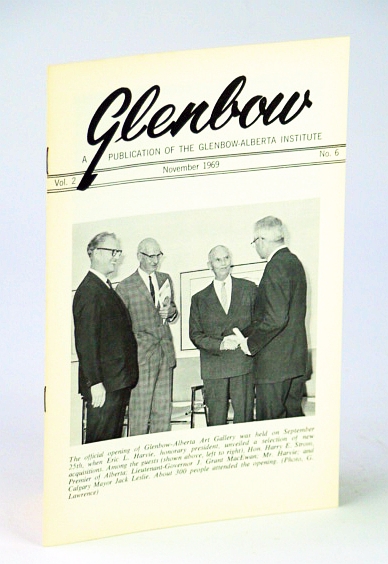 Glenbow
A PUBLICATION OF THE GLENBOW-ALBERTA INSTITUTE
Vol. 2 November 1969 No. 6
The official opening of Glenbow-Alberta Art Gallery was held on September
25th, when Eric L. Harvie, honorary president, unveiled a selection of new
acquisitions. Among the guests (shown above, left to right), Hon. Harry E. Strom,
Premier of Alberta; Lieutenant-Governor J. Grant MacEwan; Mr. Harvie, and
Calgary Mayor Jack Leslie. About 300 people attended the opening. (Photo, G.
Lawrence)